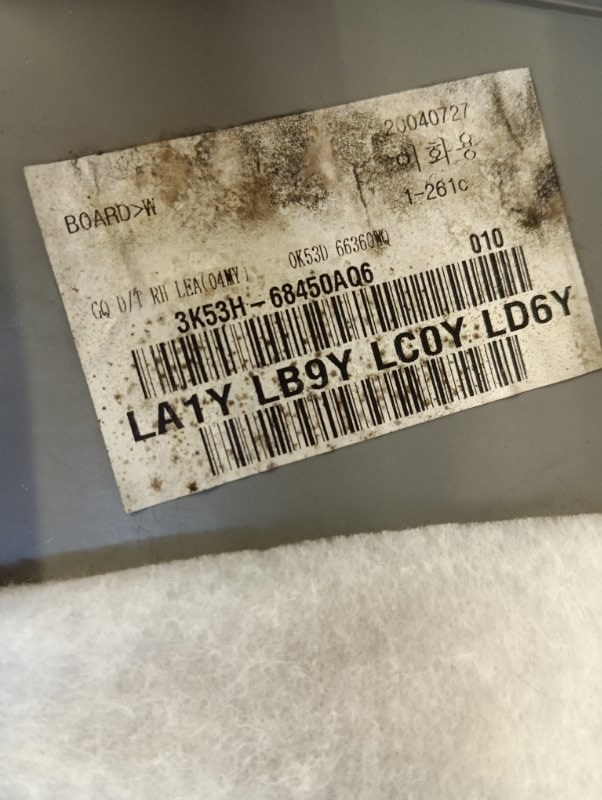 20040727
이화용
BOARD>W
1-261c
GQ D/T RH LEA(04MY) 0K53D 66360WQ
3K53H-68450AQ6 010
LA1Y LB9Y LC0Y LD6Y